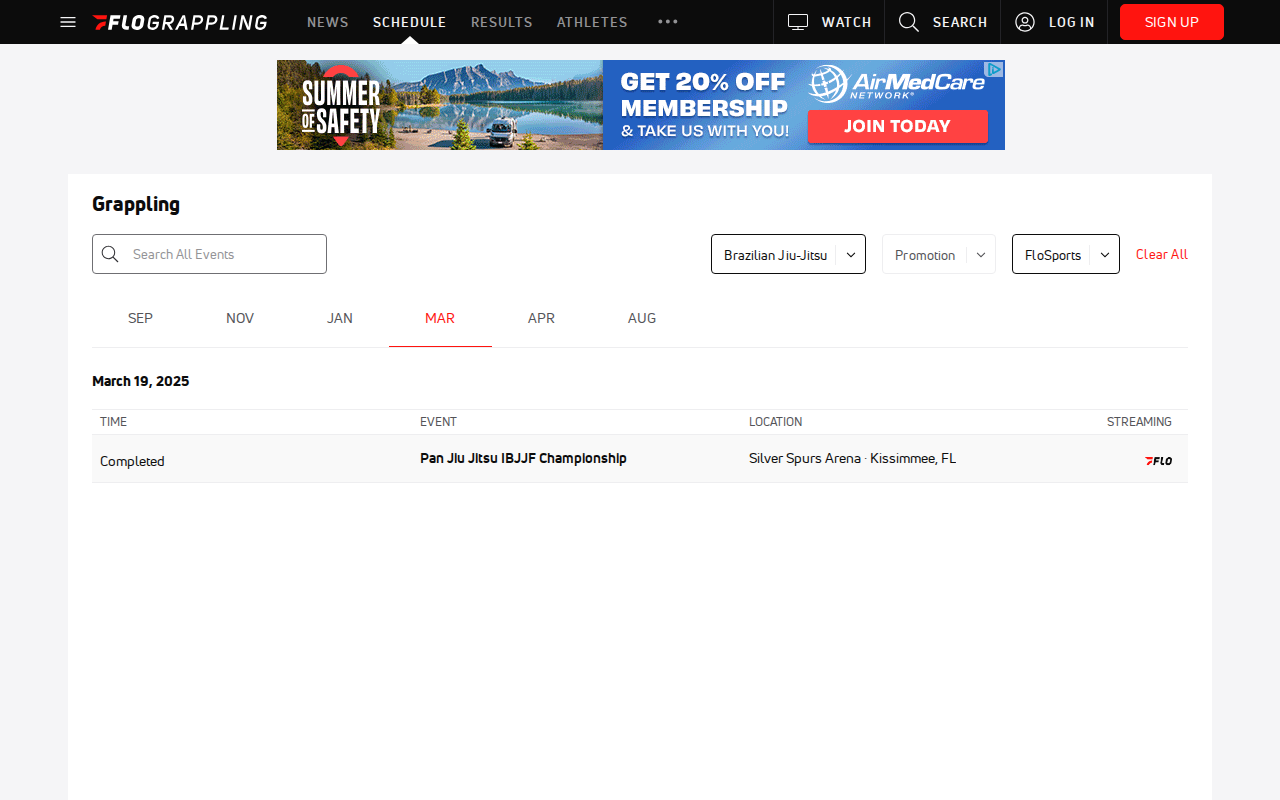 FLOGRAPPLING NEWS SCHEDULE RESULTS ATHLETES WATCH SEARCH LOG IN SIGN UP
SUMMER OF SAFETY
GET 20% OFF
MEMBERSHIP
& TAKE US WITH YOU!
AirMedCare
NETWORK®
JOIN TODAY
Grappling
Search All Events Brazilian Jiu-Jitsu Promotion FloSports Clear All
SEP NOV JAN MAR APR AUG
March 19, 2025
TIME EVENT LOCATION STREAMING
Completed Pan Jiu Jitsu IBJJF Championship Silver Spurs Arena · Kissimmee, FL FLO